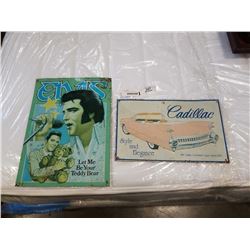 ELVIS
Let Me
Be Your
Teddy Bear
Cadillac
Style
and
Elegance